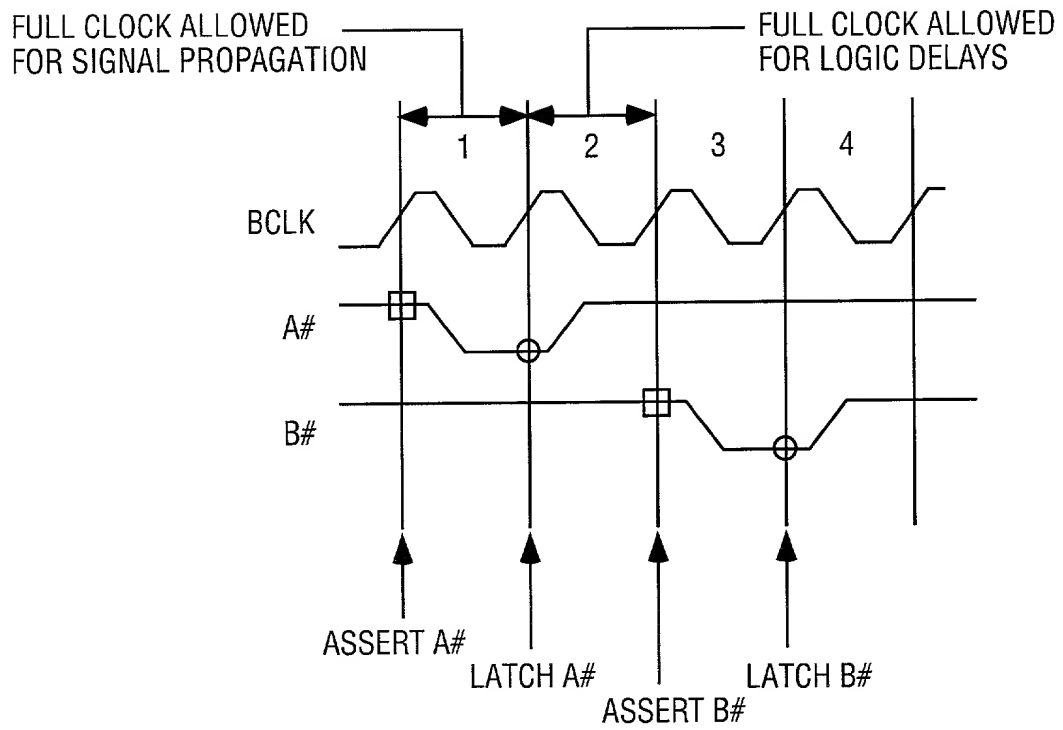 FULL CLOCK ALLOWED
FOR SIGNAL PROPAGATION
FULL CLOCK ALLOWED
FOR LOGIC DELAYS
1 2 3 4
BCLK
A#
B#
ASSERT A#
LATCH A#
ASSERT B#
LATCH B#